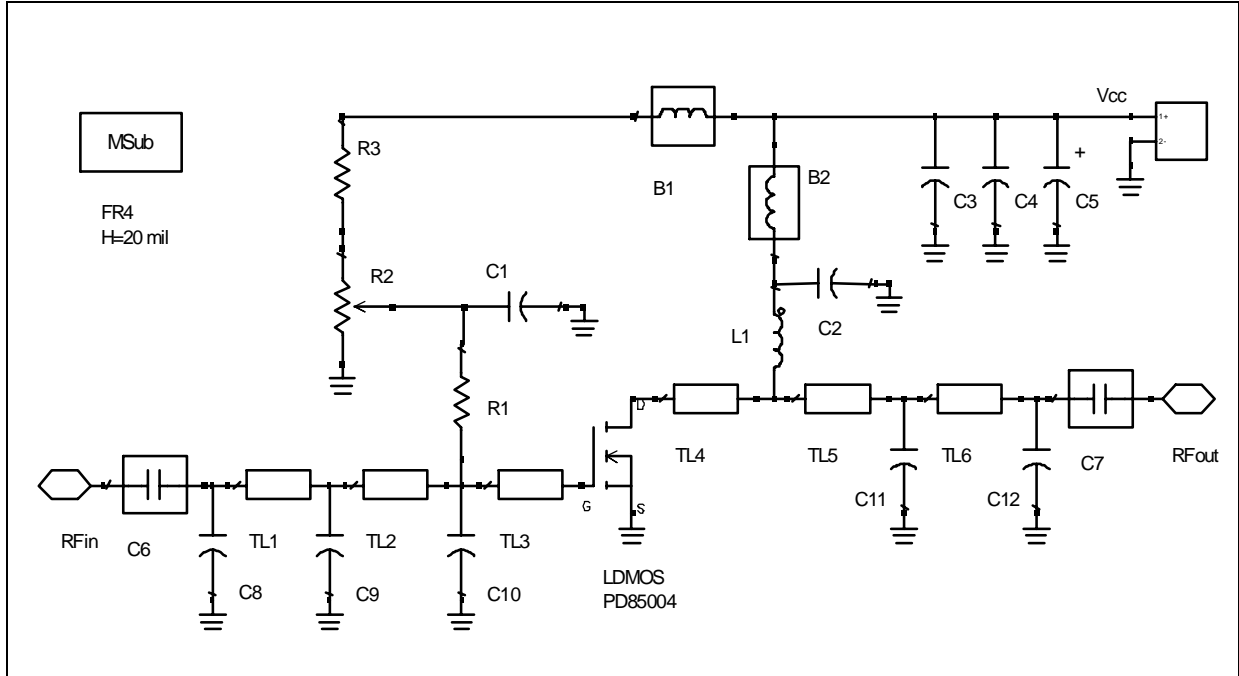 Vcc
1+
2-
MSub
FR4
H=20 mil
R3
B1
B2
C3
C4
+
C5
R2
C1
C2
L1
R1
D
G
S
TL4
TL5
TL6
C7
RFout
C11
C12
RFin
C6
TL1
TL2
TL3
C8
C9
C10
LDMOS
PD85004